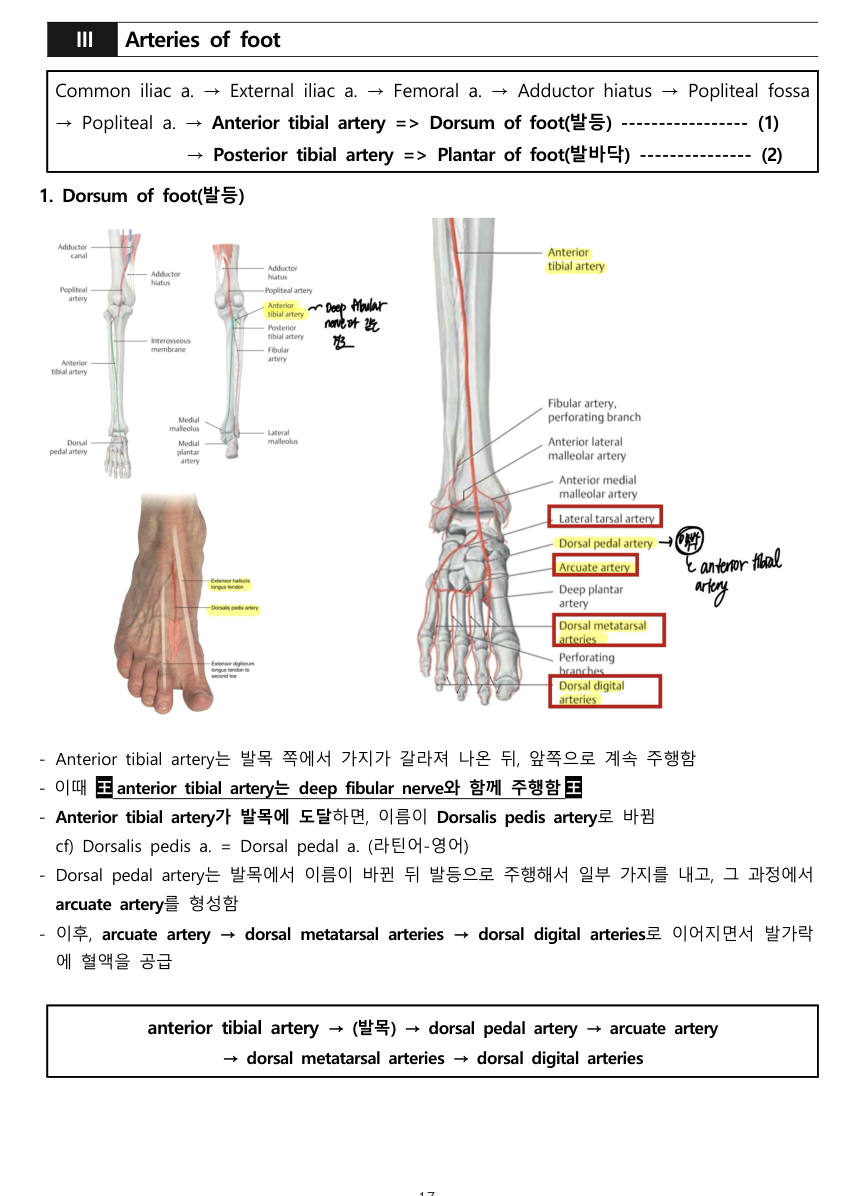 III Arteries of foot
Common iliac a. → External iliac a. → Femoral a. → Adductor hiatus → Popliteal fossa
→ Popliteal a. → Anterior tibial artery => Dorsum of foot(발등) ----------------- (1)
→ Posterior tibial artery => Plantar of foot(발바닥) --------------- (2)
1. Dorsum of foot(발등)
Adductor
canal
Adductor
hiatus
Popliteal
artery
Interosseous
membrane
Anterior
tibial artery
Dorsal
pedal artery
Adductor
hiatus
Popliteal artery
Anterior
tibial artery
Deep fibular
nerve와 같은
경로
Posterior
tibial artery
Fibular
artery
Medial
malleolus
Lateral
malleolus
Medial
plantar
artery
Anterior
tibial artery
Fibular artery,
perforating branch
Anterior lateral
malleolar artery
Anterior medial
malleolar artery
Lateral tarsal artery
Dorsal pedal artery →
anterior tibial
artery
Arcuate artery
Deep plantar
artery
Dorsal metatarsal
arteries
Perforating
branches
Dorsal digital
arteries
Extensor hallucis
longus tendon
Dorsalis pedis artery
Extensor digitorum
longus tendon to
second toe
- Anterior tibial artery는 발목 쪽에서 가지가 갈라져 나온 뒤, 앞쪽으로 계속 주행함
- 이때 王 anterior tibial artery는 deep fibular nerve와 함께 주행함 王
- Anterior tibial artery가 발목에 도달하면, 이름이 Dorsalis pedis artery로 바뀜
cf) Dorsalis pedis a. = Dorsal pedal a. (라틴어-영어)
- Dorsal pedal artery는 발목에서 이름이 바뀐 뒤 발등으로 주행해서 일부 가지를 내고, 그 과정에서
arcuate artery를 형성함
- 이후, arcuate artery → dorsal metatarsal arteries → dorsal digital arteries로 이어지면서 발가락
에 혈액을 공급
anterior tibial artery → (발목) → dorsal pedal artery → arcuate artery
→ dorsal metatarsal arteries → dorsal digital arteries